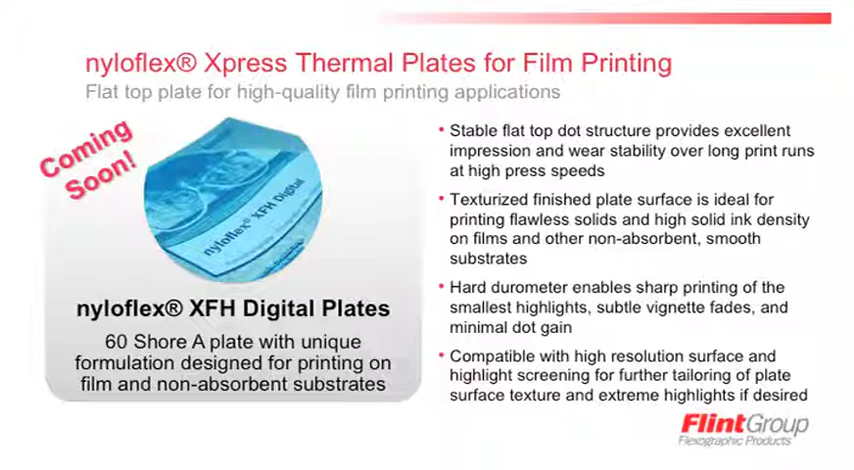 nyloflex® Xpress Thermal Plates for Film Printing
Flat top plate for high-quality film printing applications
Coming
Soon!
nyloflex® XFH Digital
nyloflex® XFH Digital Plates
60 Shore A plate with unique
formulation designed for printing on
film and non-absorbent substrates
• Stable flat top dot structure provides excellent
impression and wear stability over long print runs
at high press speeds
• Texturized finished plate surface is ideal for
printing flawless solids and high solid ink density
on films and other non-absorbent, smooth
substrates
• Hard durometer enables sharp printing of the
smallest highlights, subtle vignette fades, and
minimal dot gain
• Compatible with high resolution surface and
highlight screening for further tailoring of plate
surface texture and extreme highlights if desired
FlintGroup
Flexographic Products